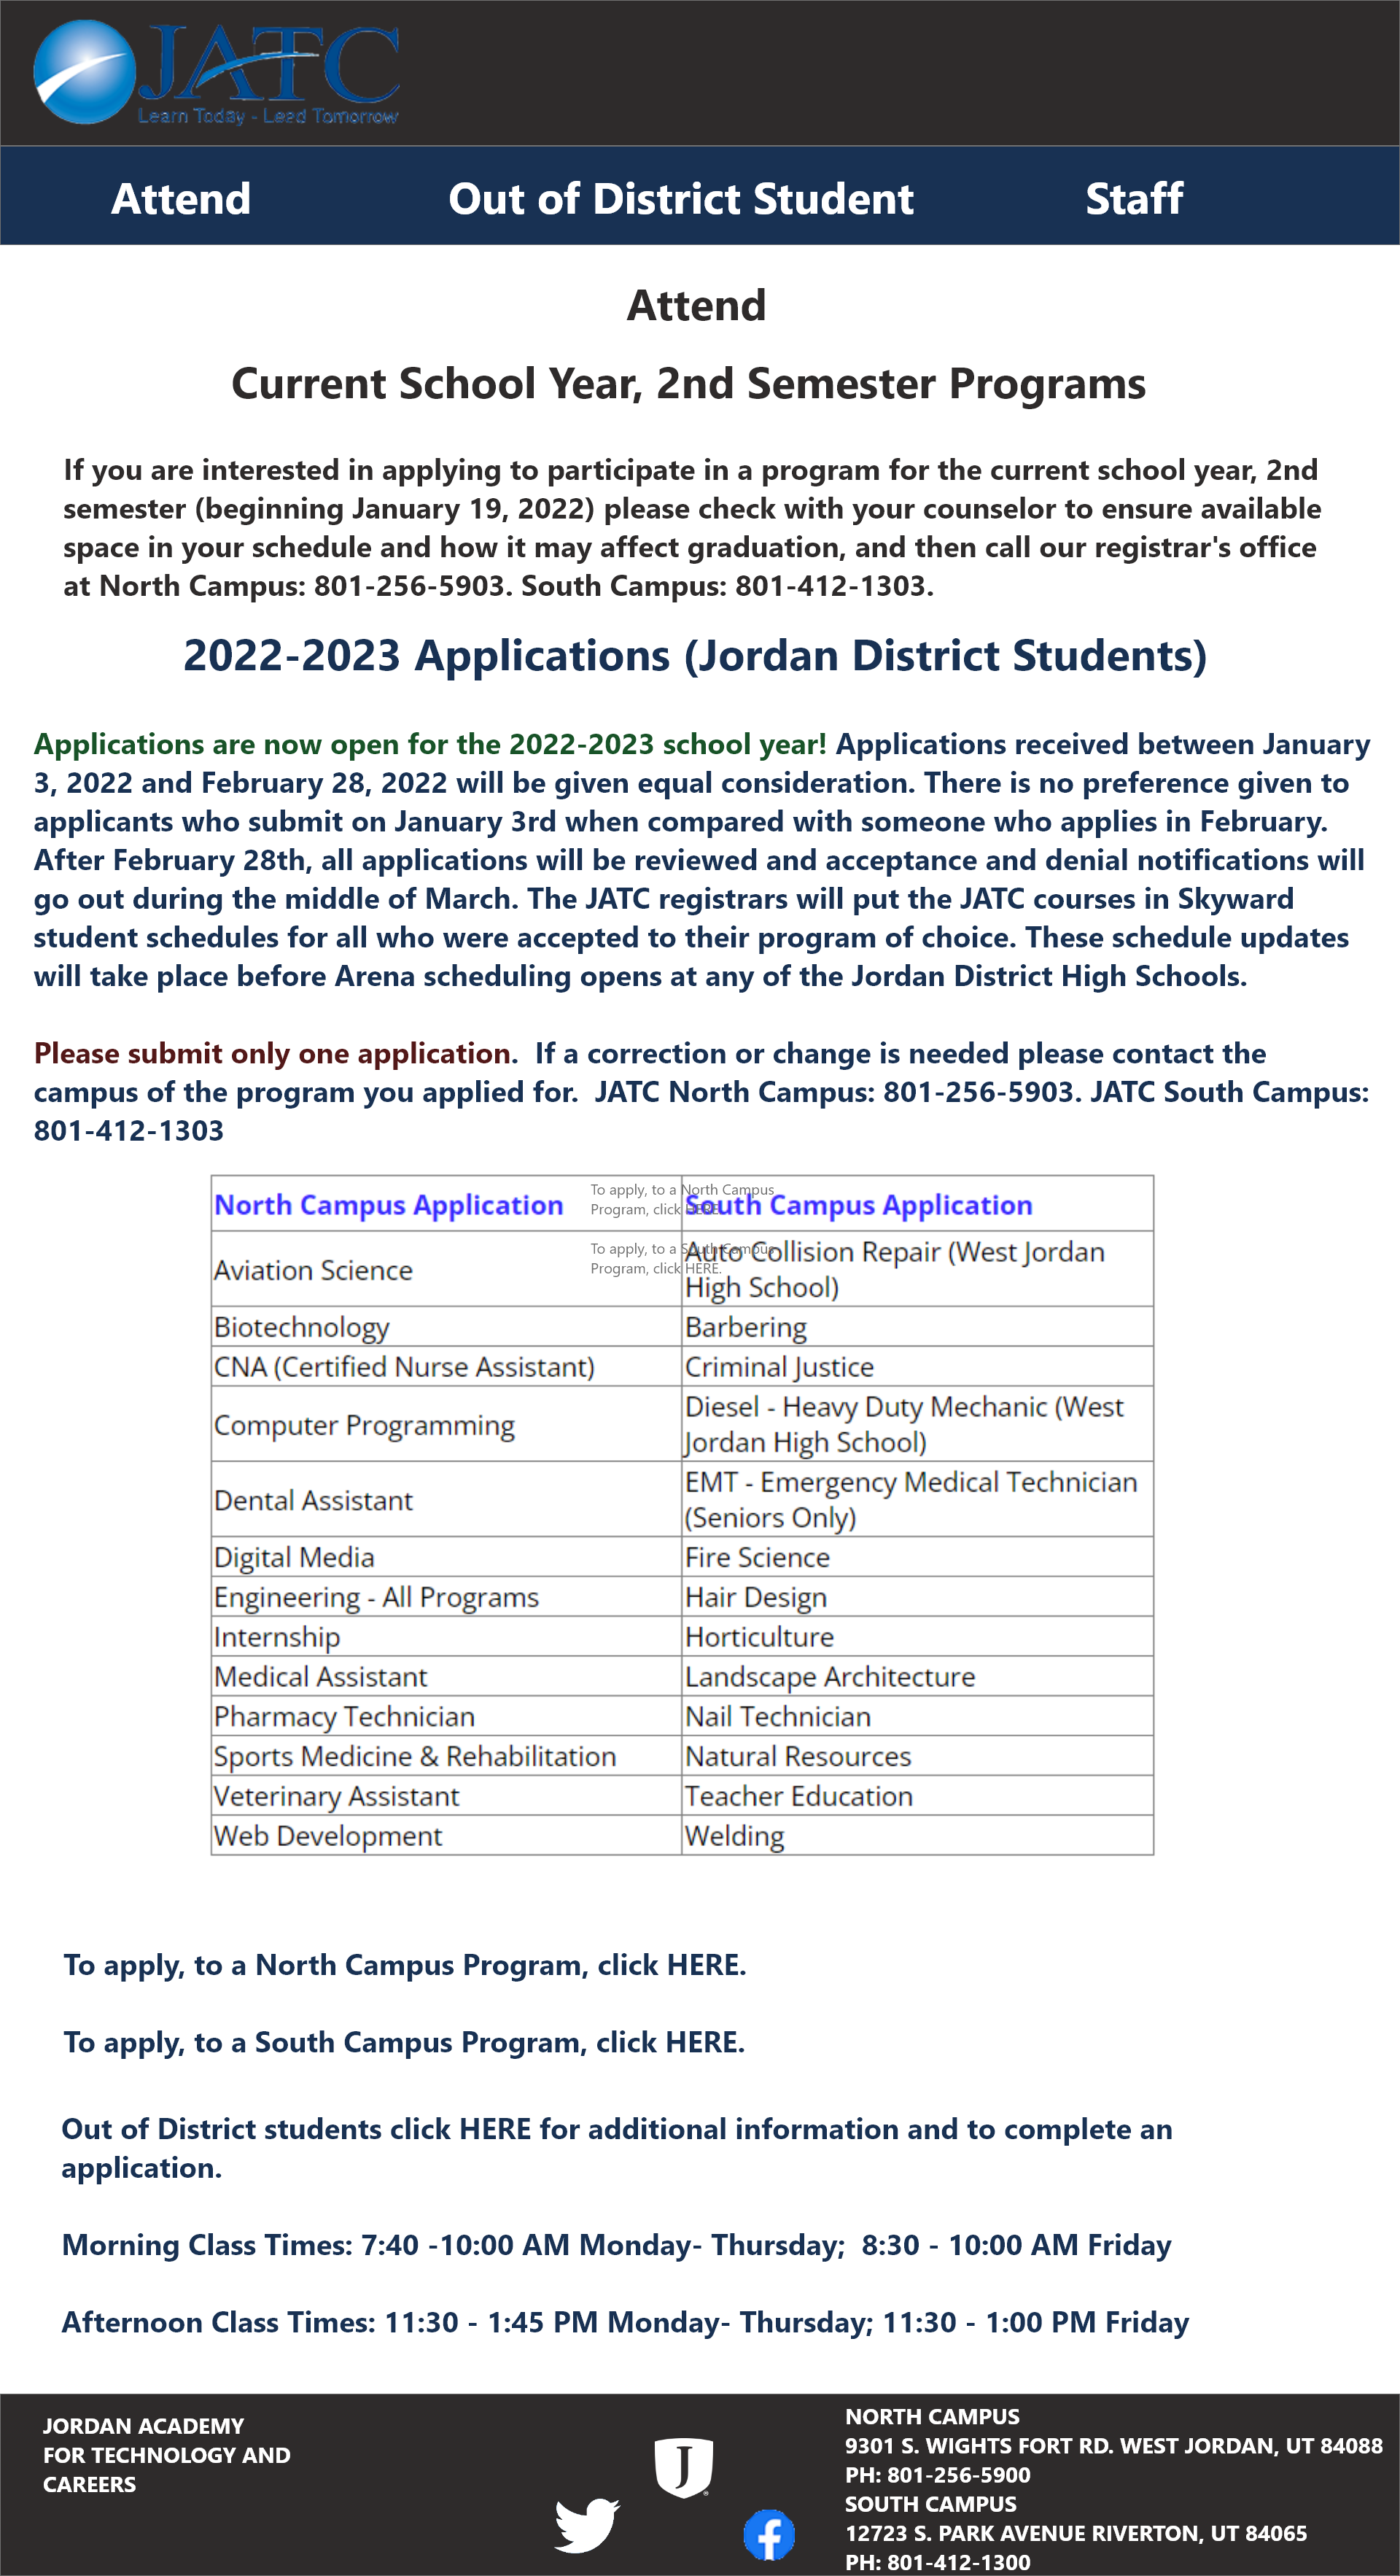 JATC
Learn Today - Lead Tomorrow
Attend Out of District Student Staff
Attend
Current School Year, 2nd Semester Programs
If you are interested in applying to participate in a program for the current school year, 2nd
semester (beginning January 19, 2022) please check with your counselor to ensure available
space in your schedule and how it may affect graduation, and then call our registrar's office
at North Campus: 801-256-5903. South Campus: 801-412-1303.
2022-2023 Applications (Jordan District Students)
Applications are now open for the 2022-2023 school year! Applications received between January
3, 2022 and February 28, 2022 will be given equal consideration. There is no preference given to
applicants who submit on January 3rd when compared with someone who applies in February.
After February 28th, all applications will be reviewed and acceptance and denial notifications will
go out during the middle of March. The JATC registrars will put the JATC courses in Skyward
student schedules for all who were accepted to their program of choice. These schedule updates
will take place before Arena scheduling opens at any of the Jordan District High Schools.
Please submit only one application.  If a correction or change is needed please contact the
campus of the program you applied for.  JATC North Campus: 801-256-5903. JATC South Campus:
801-412-1303
North Campus Application South Campus Application
To apply, to a North Campus
Program, click HERE.
To apply, to a South Campus
Program, click HERE.
Aviation Science Auto Collision Repair (West Jordan
High School)
Biotechnology Barbering
CNA (Certified Nurse Assistant) Criminal Justice
Computer Programming Diesel - Heavy Duty Mechanic (West
Jordan High School)
Dental Assistant EMT - Emergency Medical Technician
(Seniors Only)
Digital Media Fire Science
Engineering - All Programs Hair Design
Internship Horticulture
Medical Assistant Landscape Architecture
Pharmacy Technician Nail Technician
Sports Medicine & Rehabilitation Natural Resources
Veterinary Assistant Teacher Education
Web Development Welding
To apply, to a North Campus Program, click HERE.
To apply, to a South Campus Program, click HERE.
Out of District students click HERE for additional information and to complete an
application.
Morning Class Times: 7:40 -10:00 AM Monday- Thursday;  8:30 - 10:00 AM Friday
Afternoon Class Times: 11:30 - 1:45 PM Monday- Thursday; 11:30 - 1:00 PM Friday
JORDAN ACADEMY
FOR TECHNOLOGY AND
CAREERS
J
NORTH CAMPUS
9301 S. WIGHTS FORT RD. WEST JORDAN, UT 84088
PH: 801-256-5900
SOUTH CAMPUS
12723 S. PARK AVENUE RIVERTON, UT 84065
PH: 801-412-1300